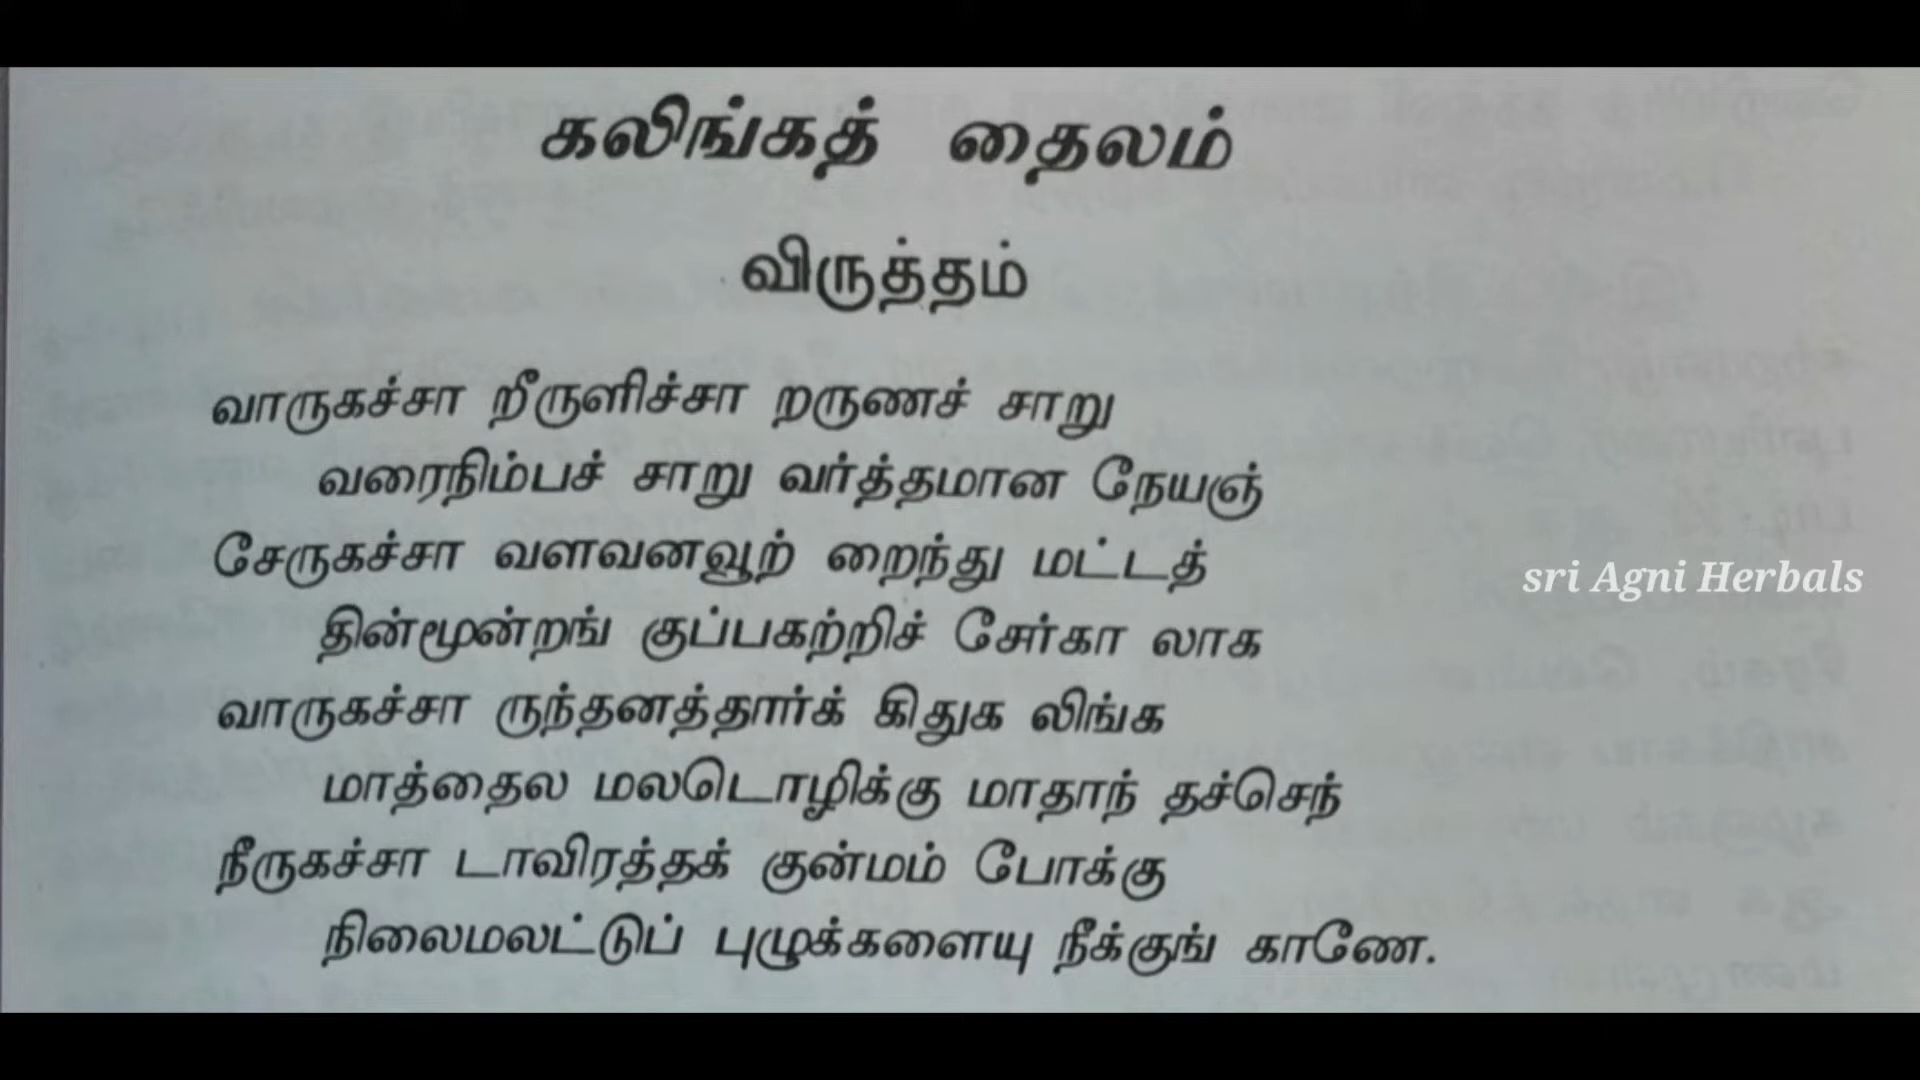 கலிங்கத் தைலம்
விருத்தம்
வாருகச்சா றீருளிச்சா றருணச் சாறு
வரைநிம்பச் சாறு வர்த்தமான நேயஞ்
சேருகச்சா வளவனவூற் றைந்து மட்டத்
sri Agni Herbals
தின்மூன்றங் குப்பகற்றிச் சேர்கா லாக
வாருகச்சா ருந்தனத்தார்க் கிதுக லிங்க
மாத்தைல மலடொழிக்கு மாதாந் தச்செந்
நீருகச்சா டாவிரத்தக் குன்மம் போக்கு
நிலைமலட்டுப் புழுக்களையு நீக்குங் காணே.